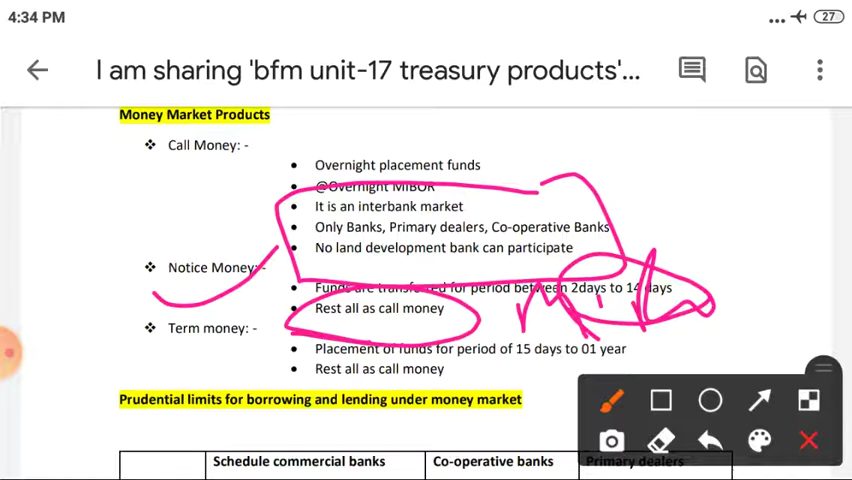 4:34 PM
27
I am sharing 'bfm unit-17 treasury products'...
Money Market Products
❖ Call Money: -
• Overnight placement funds
• @Overnight MIBOR
• It is an interbank market
• Only Banks, Primary dealers, Co-operative Banks
• No land development bank can participate
❖ Notice Money:-
• Funds are transferred for period between 2days to 14 days
• Rest all as call money
❖ Term money: -
• Placement of funds for period of 15 days to 01 year
• Rest all as call money
Prudential limits for borrowing and lending under money market
Schedule commercial banks Co-operative banks Primary dealers